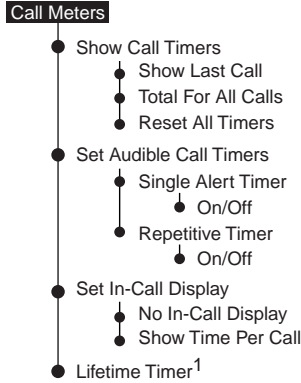 Call Meters
Show Call Timers
Show Last Call
Total For All Calls
Reset All Timers
Set Audible Call Timers
Single Alert Timer
On/Off
Repetitive Timer
On/Off
Set In-Call Display
No In-Call Display
Show Time Per Call
Lifetime Timer1